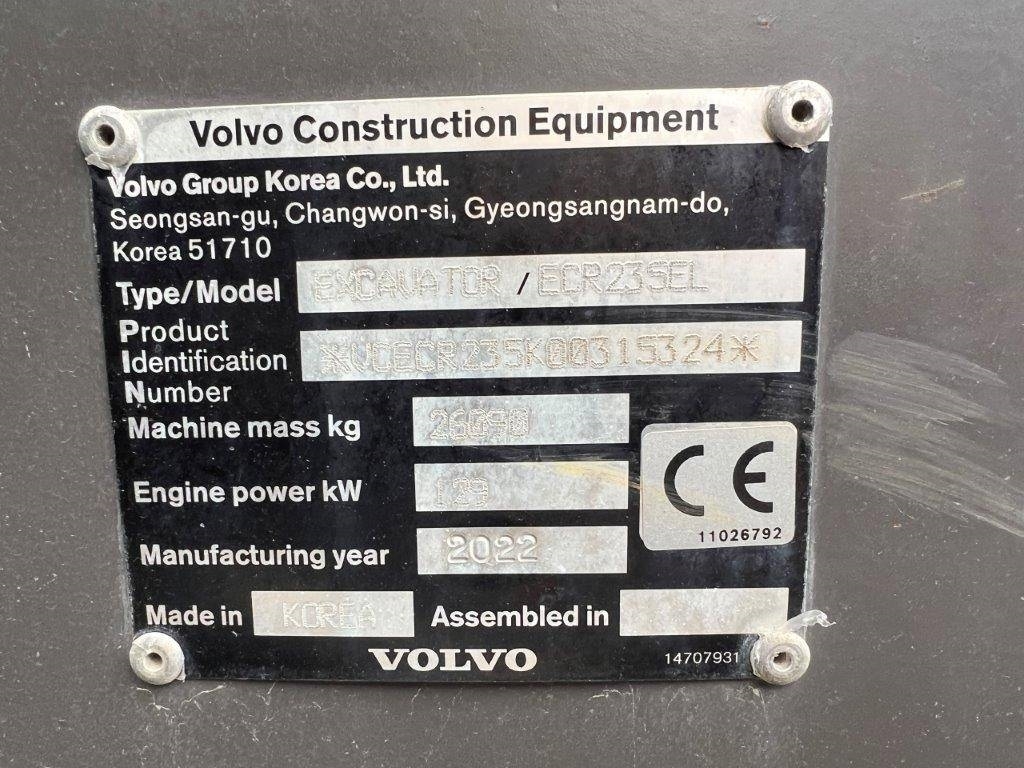 Volvo Construction Equipment
Volvo Group Korea Co., Ltd.
Seongsan-gu, Changwon-si, Gyeongsangnam-do,
Korea 51710
Type/Model EXCAVATOR / ECR235EL
Product
Identification *VCECR235K00315324*
Number
Machine mass kg 26090
Engine power kW 129
CE
11026792
Manufacturing year 2022
Made in KOREA Assembled in
VOLVO 14707931